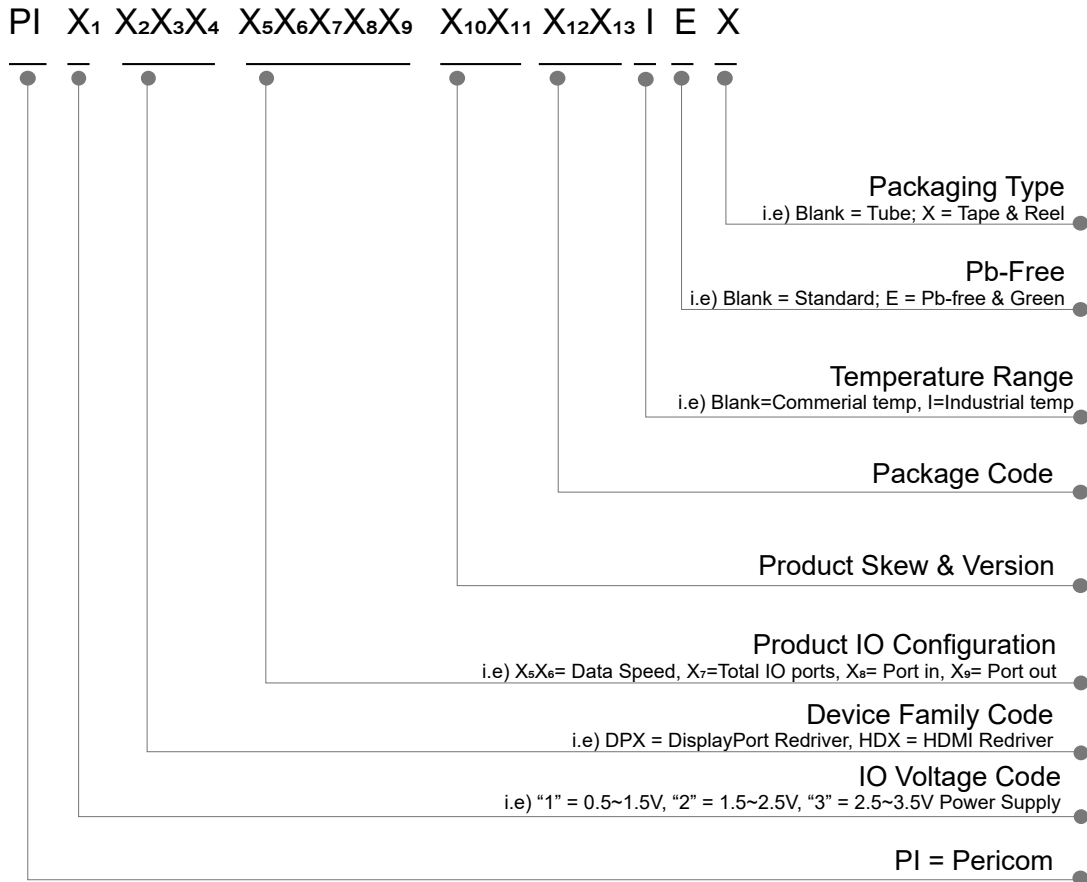 PI X₁ X₂X₃X₄ X₅X₆X₇X₈X₉ X₁₀X₁₁ X₁₂X₁₃ I E X
Packaging Type
i.e) Blank = Tube; X = Tape & Reel
Pb-Free
i.e) Blank = Standard; E = Pb-free & Green
Temperature Range
i.e) Blank=Commerial temp, I=Industrial temp
Package Code
Product Skew & Version
Product IO Configuration
i.e) X₅X₆= Data Speed, X₇=Total IO ports, X₈= Port in, X₉= Port out
Device Family Code
i.e) DPX = DisplayPort Redriver, HDX = HDMI Redriver
IO Voltage Code
i.e) “1” = 0.5~1.5V, “2” = 1.5~2.5V, “3” = 2.5~3.5V Power Supply
PI = Pericom